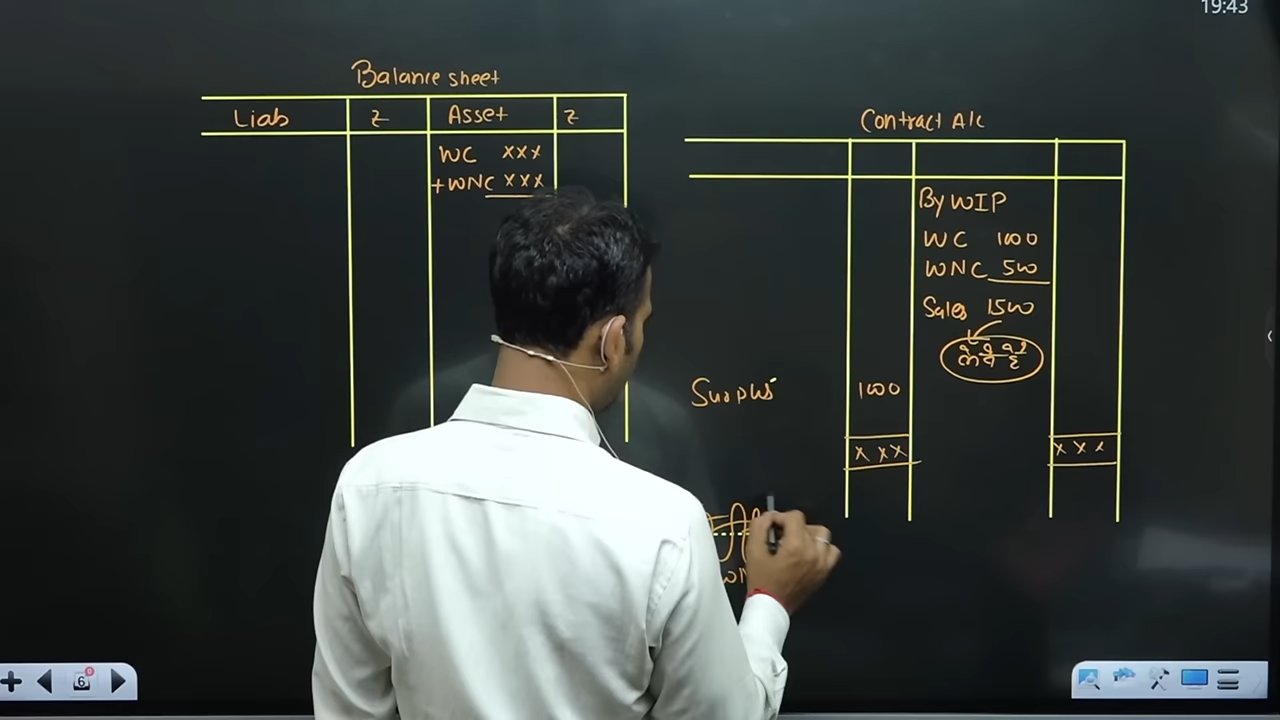 19:43
Balance sheet
Liab ₹ Asset ₹
WC xxx
+WNC xxx
Contract A/c
By WIP
WC 1000
WNC 500
Sales 1500
Surplus 1000
xxx xxx
6